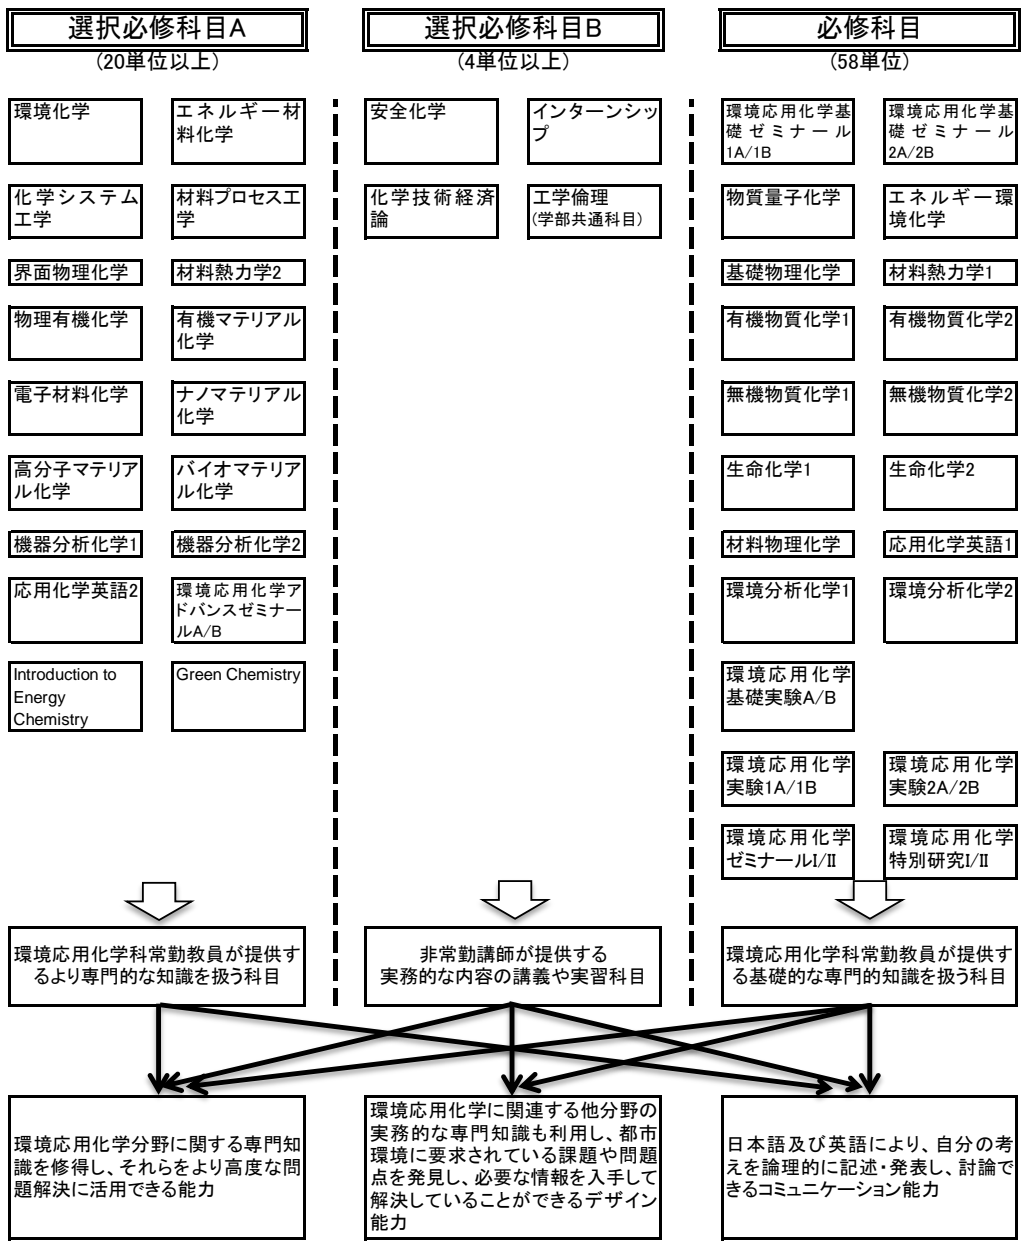 選択必修科目A
(20単位以上)
環境化学
エネルギー材
料化学
化学システム
工学
材料プロセス工
学
界面物理化学
材料熱力学2
物理有機化学
有機マテリアル
化学
電子材料化学
ナノマテリアル
化学
高分子マテリア
ル化学
バイオマテリア
ル化学
機器分析化学1
機器分析化学2
応用化学英語2
環境応用化学ア
ドバンスゼミナー
ルA/B
Introduction to
Energy
Chemistry
Green Chemistry
選択必修科目B
(4単位以上)
安全化学
インターンシッ
プ
化学技術経済
論
工学倫理
(学部共通科目)
必修科目
(58単位)
環境応用化学基
礎ゼミナール
1A/1B
環境応用化学基
礎ゼミナール
2A/2B
物質量子化学
エネルギー環
境化学
基礎物理化学
材料熱力学1
有機物質化学1
有機物質化学2
無機物質化学1
無機物質化学2
生命化学1
生命化学2
材料物理化学
応用化学英語1
環境分析化学1
環境分析化学2
環境応用化学
基礎実験A/B
環境応用化学
実験1A/1B
環境応用化学
実験2A/2B
環境応用化学
ゼミナールI/II
環境応用化学
特別研究I/II
環境応用化学科常勤教員が提供す
るより専門的な知識を扱う科目
非常勤講師が提供する
実務的な内容の講義や実習科目
環境応用化学科常勤教員が提供す
る基礎的な専門的知識を扱う科目
環境応用化学分野に関する専門知
識を修得し、それらをより高度な問
題解決に活用できる能力
環境応用化学に関連する他分野の
実務的な専門知識も利用し、都市
環境に要求されている課題や問題
点を発見し、必要な情報を入手して
解決していることができるデザイン
能力
日本語及び英語により、自分の考
えを論理的に記述・発表し、討論で
きるコミュニケーション能力